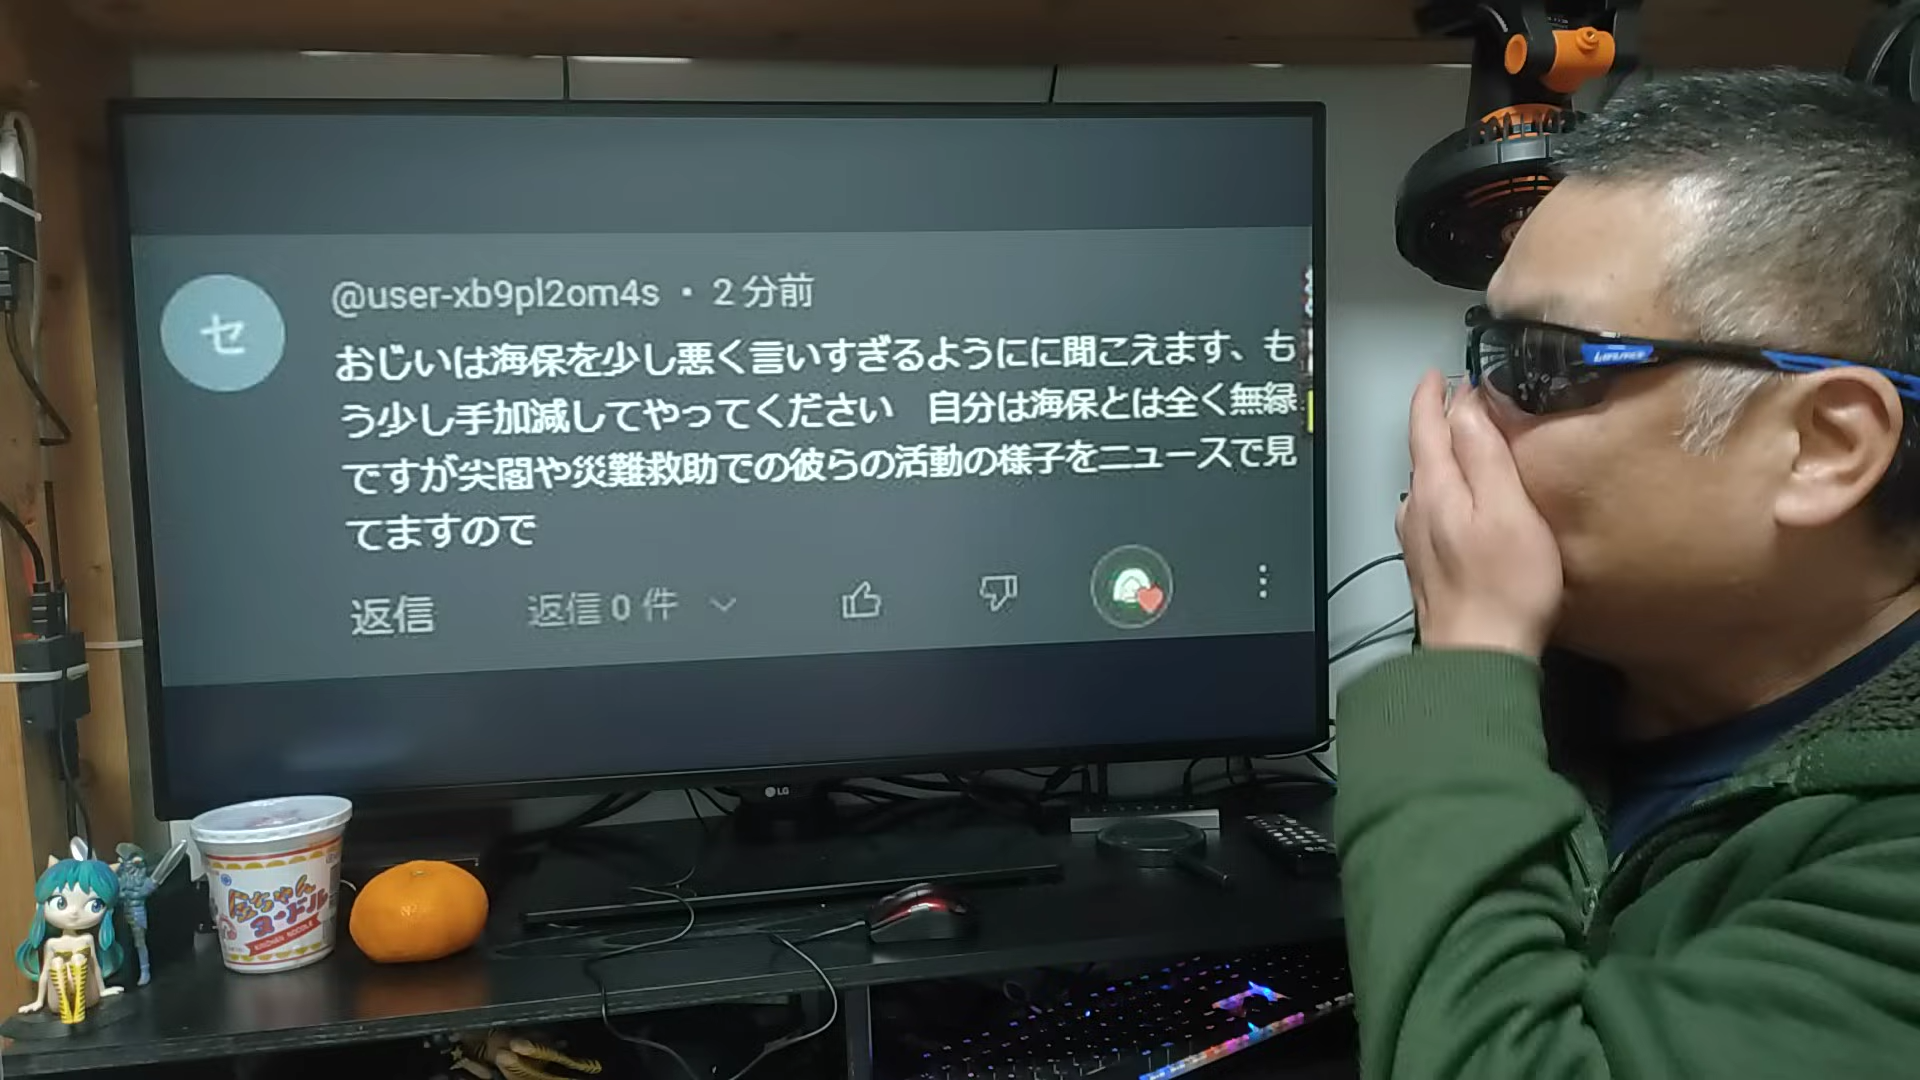 セ
@user-xb9pl2om4s・2 分前
おじいは海保を少し悪く言いすぎるようにに聞こえます、も
う少し手加減してやってください　自分は海保とは全く無縁
ですが尖閣や災難救助での彼らの活動の様子をニュースで見
てますので
返信
返信 0 件
LG
金ちゃん
ヌードル
KINCHAN NOODLE